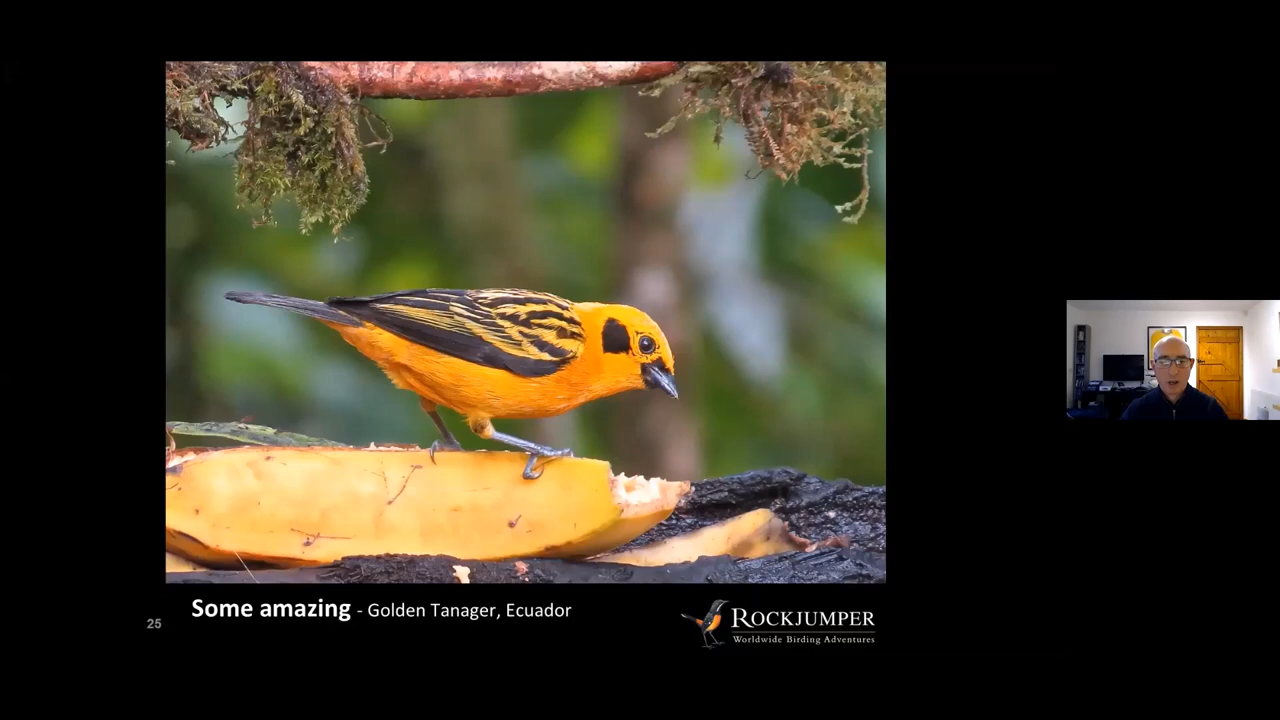 Some amazing - Golden Tanager, Ecuador
25
ROCKJUMPER
Worldwide Birding Adventures